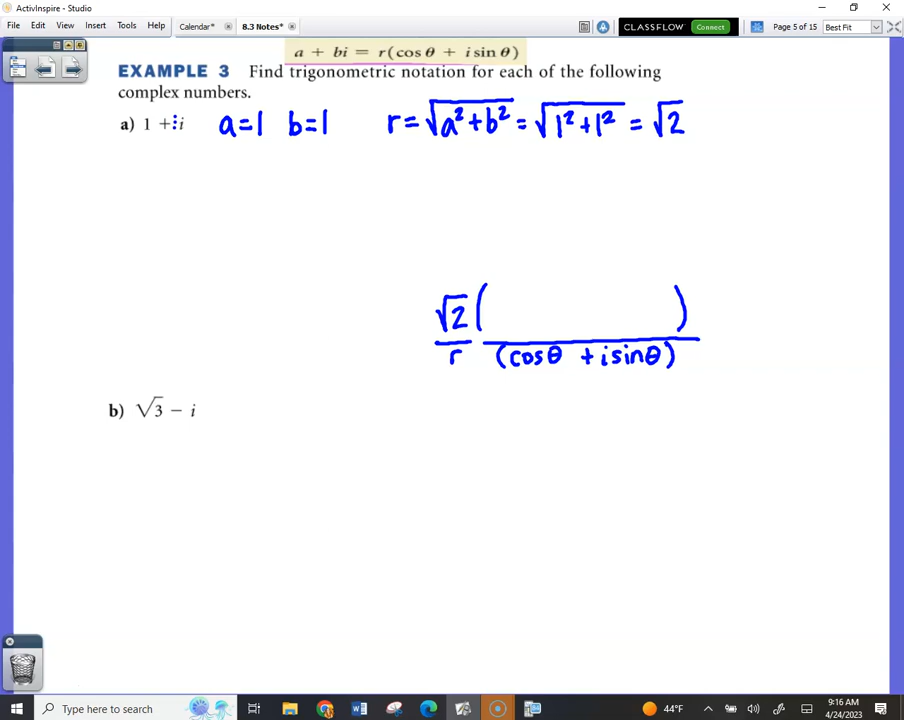 ActivInspire - Studio
File Edit View Insert Tools Help Calendar* 8.3 Notes* CLASSFLOW Connect Page 5 of 15 Best Fit
a + bi = r(cos θ + i sin θ)
EXAMPLE 3 Find trigonometric notation for each of the following
complex numbers.
a) 1 + i a=1 b=1 r = √a²+b² = √1²+1² = √2
√2 ( )
r (cosθ + isinθ)
b) √3 − i
Type here to search 44°F 9:16 AM
4/24/2023